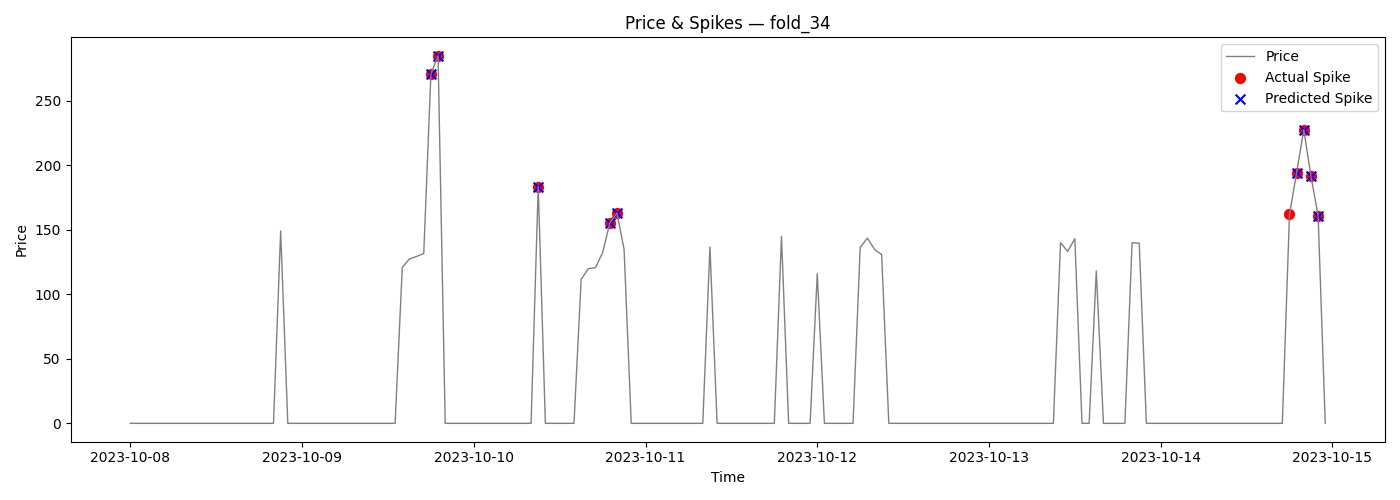 Price & Spikes — fold_34
Price
Actual Spike
Predicted Spike
250
200
150
100
50
0
Price
2023-10-08 2023-10-09 2023-10-10 2023-10-11 2023-10-12 2023-10-13 2023-10-14 2023-10-15
Time